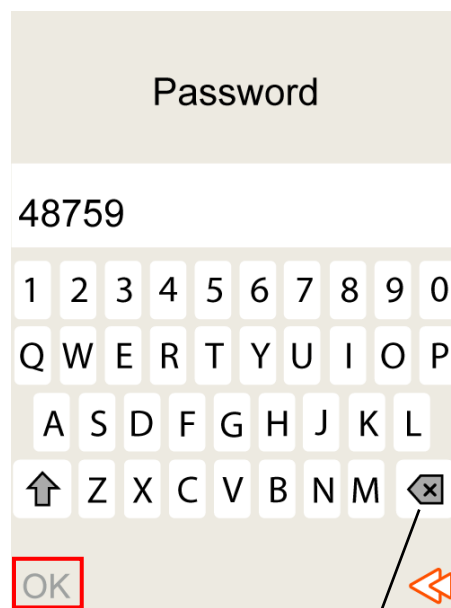 Password
48759
1 2 3 4 5 6 7 8 9 0
Q W E R T Y U I O P
A S D F G H J K L
Z X C V B N M
OK